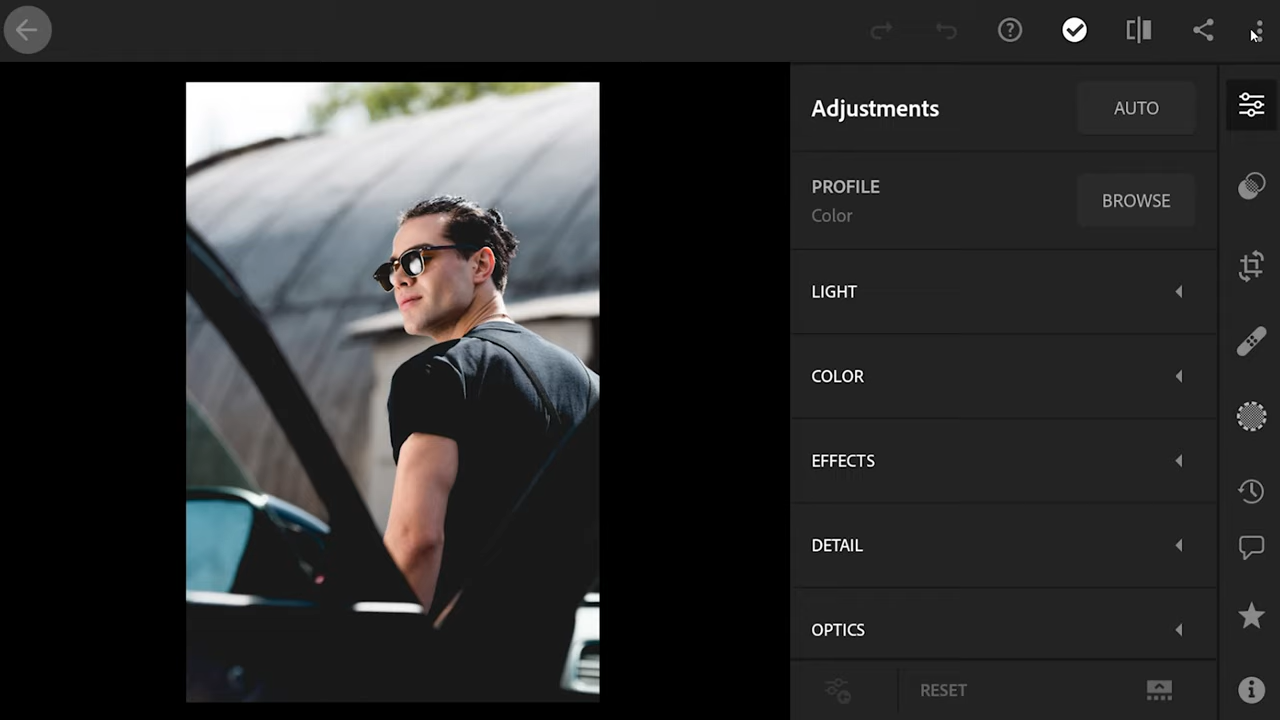 Adjustments
AUTO
PROFILE
Color
BROWSE
LIGHT
COLOR
EFFECTS
DETAIL
OPTICS
RESET